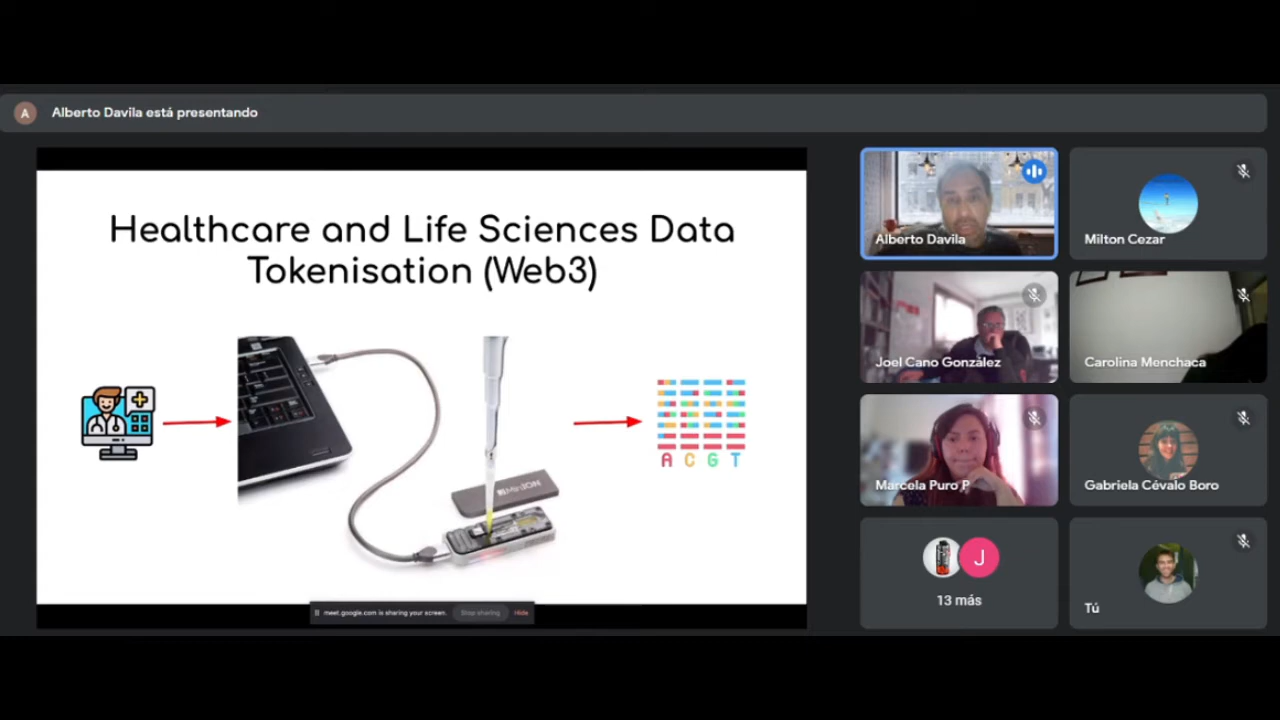 A
Alberto Davila está presentando
Healthcare and Life Sciences Data
Tokenisation (Web3)
MinION
A C G T
meet.google.com is sharing your screen.
Stop sharing
Hide
Alberto Davila
Milton Cezar
Joel Cano González
Carolina Menchaca
Marcela Puro P
Gabriela Cévalo Boro
J
13 más
Tú